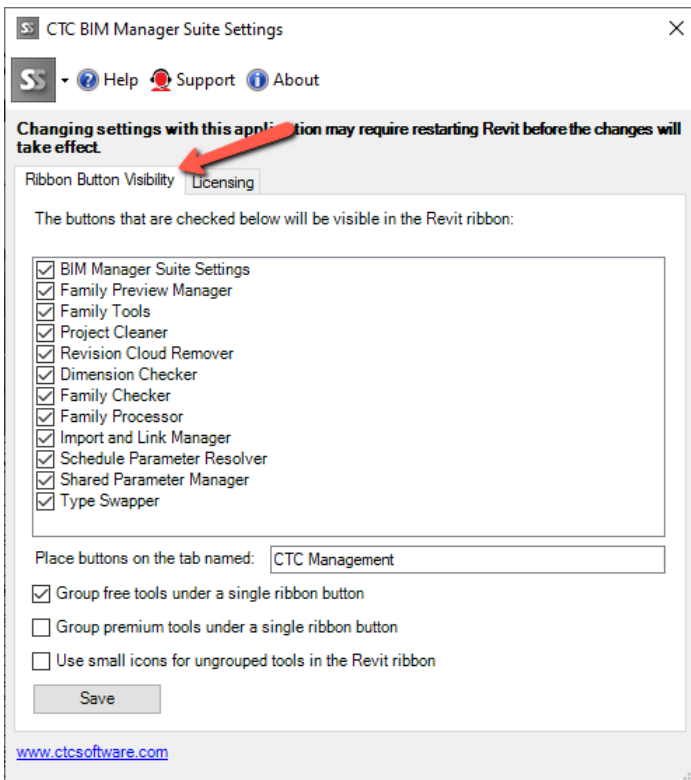 SS CTC BIM Manager Suite Settings
SS Help Support About
Changing settings with this application may require restarting Revit before the changes will
take effect.
Ribbon Button Visibility Licensing
The buttons that are checked below will be visible in the Revit ribbon:
BIM Manager Suite Settings
Family Preview Manager
Family Tools
Project Cleaner
Revision Cloud Remover
Dimension Checker
Family Checker
Family Processor
Import and Link Manager
Schedule Parameter Resolver
Shared Parameter Manager
Type Swapper
Place buttons on the tab named: CTC Management
Group free tools under a single ribbon button
Group premium tools under a single ribbon button
Use small icons for ungrouped tools in the Revit ribbon
Save
www.ctcsoftware.com